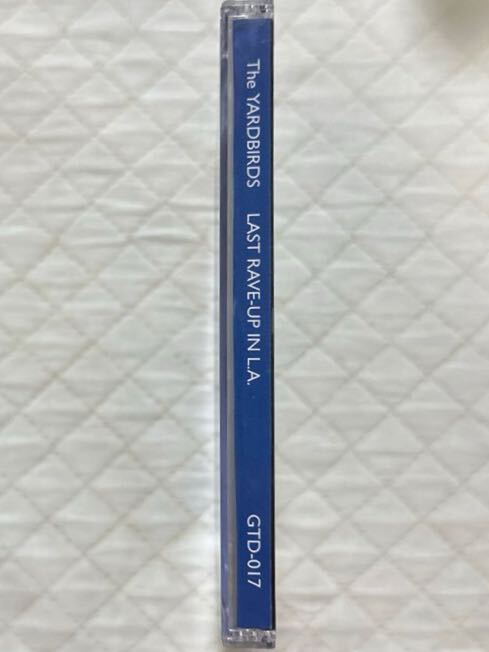 The YARDBIRDS LAST RAVE-UP IN L.A. GTD-017